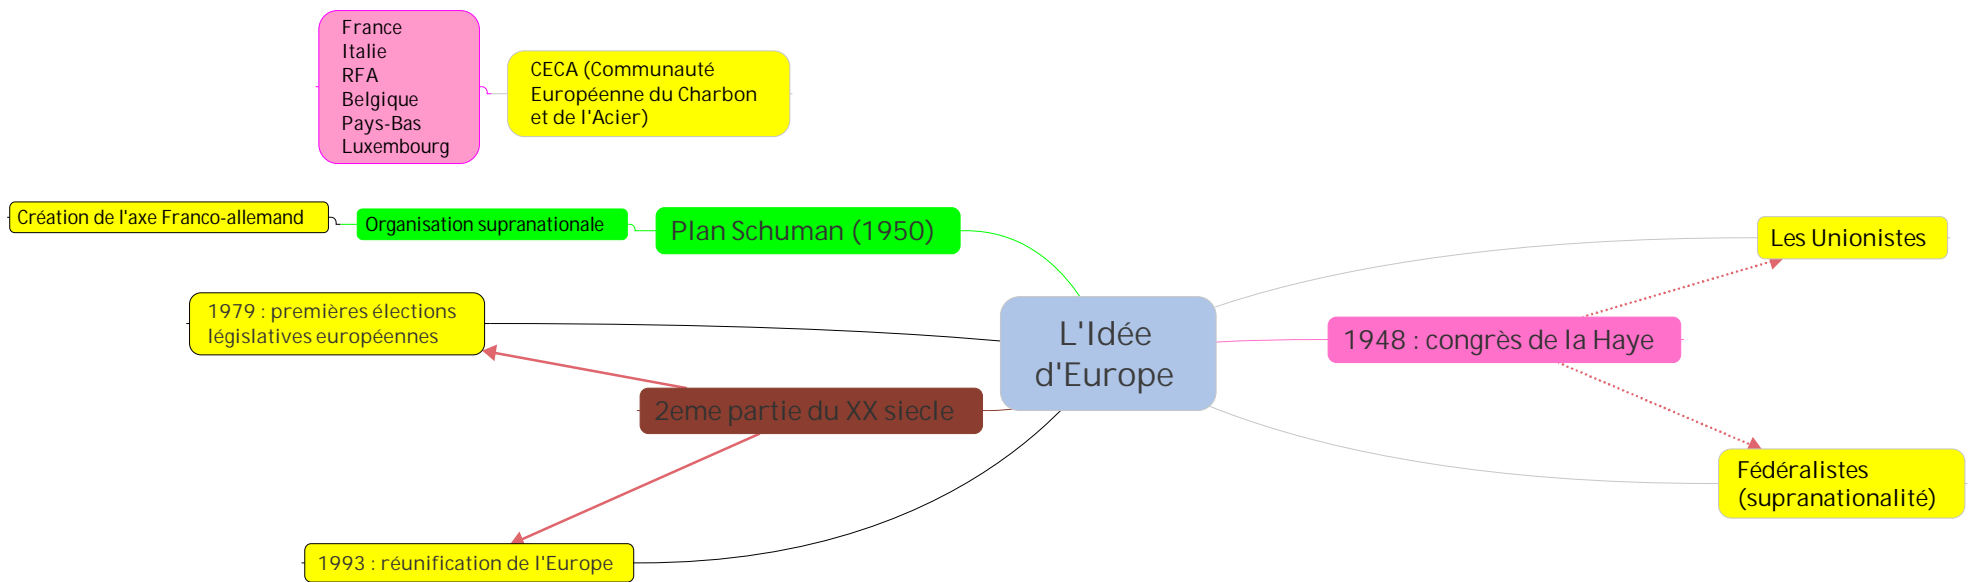 France
Italie
RFA
Belgique
Pays-Bas
Luxembourg
CECA (Communauté
Européenne du Charbon
et de l'Acier)
Création de l'axe Franco-allemand
Organisation supranationale
Plan Schuman (1950)
1979 : premières élections
législatives européennes
2eme partie du XX siecle
1993 : réunification de l'Europe
L'Idée
d'Europe
1948 : congrès de la Haye
Les Unionistes
Fédéralistes
(supranationalité)